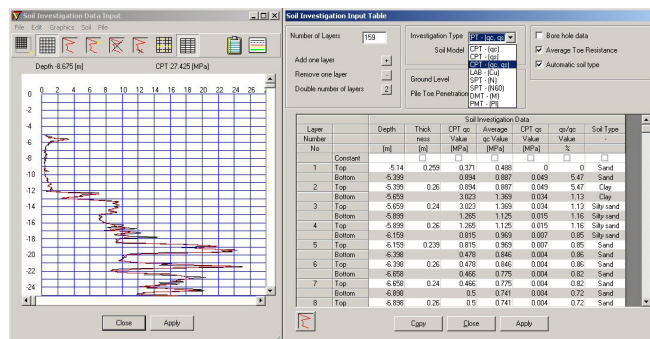 Soil Investigation Data Input
File Edit Graphics Soil Pile
Depth -8.675 [m] CPT 27.425 [MPa]
0 2 4 6 8 10 12 14 16 18 20 22 24 26 28
0
-2
-4
-6
-8
-10
-12
-14
-16
-18
-20
-22
-24
Close Apply
Soil Investigation Input Table
Number of Layers 159
Add one layer +
Remove one layer -
Double number of layers 2
Investigation Type
Soil Model
CPT - (qc)
CPT - (qs)
CPT - (qc, qs)
LAB - (Cu)
SPT - (N)
SPT - (N60)
DMT - (M)
PMT - (Pl)
Ground Level
Pile Toe Penetration
Bore hole data
Average Toe Resistance
Automatic soil type
Soil Investigation Data
Layer Depth Thick CPT qc Average CPT qs qs/qc Soil Type
Number ness Value qc Value Value Value -
No [m] [m] [MPa] [MPa] [MPa] %
Constant
1 Top -5.14 0.259 0.371 0.488 0 0 Sand
Bottom -5.399 0.894 0.887 0.049 5.47 Sand
2 Top -5.399 0.26 0.894 0.887 0.049 5.47 Clay
Bottom -5.659 3.023 1.369 0.034 1.13 Clay
3 Top -5.659 0.24 3.023 1.369 0.034 1.13 Silty sand
Bottom -5.899 1.265 1.125 0.015 1.16 Silty sand
4 Top -5.899 0.26 1.265 1.125 0.015 1.16 Silty sand
Bottom -6.159 0.815 0.969 0.007 0.85 Sand
5 Top -6.159 0.239 0.815 0.969 0.007 0.85 Sand
Bottom -6.398 0.478 0.846 0.004 0.86 Sand
6 Top -6.398 0.26 0.478 0.846 0.004 0.86 Sand
Bottom -6.658 0.466 0.775 0.004 0.82 Sand
7 Top -6.658 0.24 0.466 0.775 0.004 0.82 Sand
Bottom -6.898 0.5 0.741 0.004 0.72 Sand
8 Top -6.898 0.26 0.5 0.741 0.004 0.72 Sand
Copy Close Apply